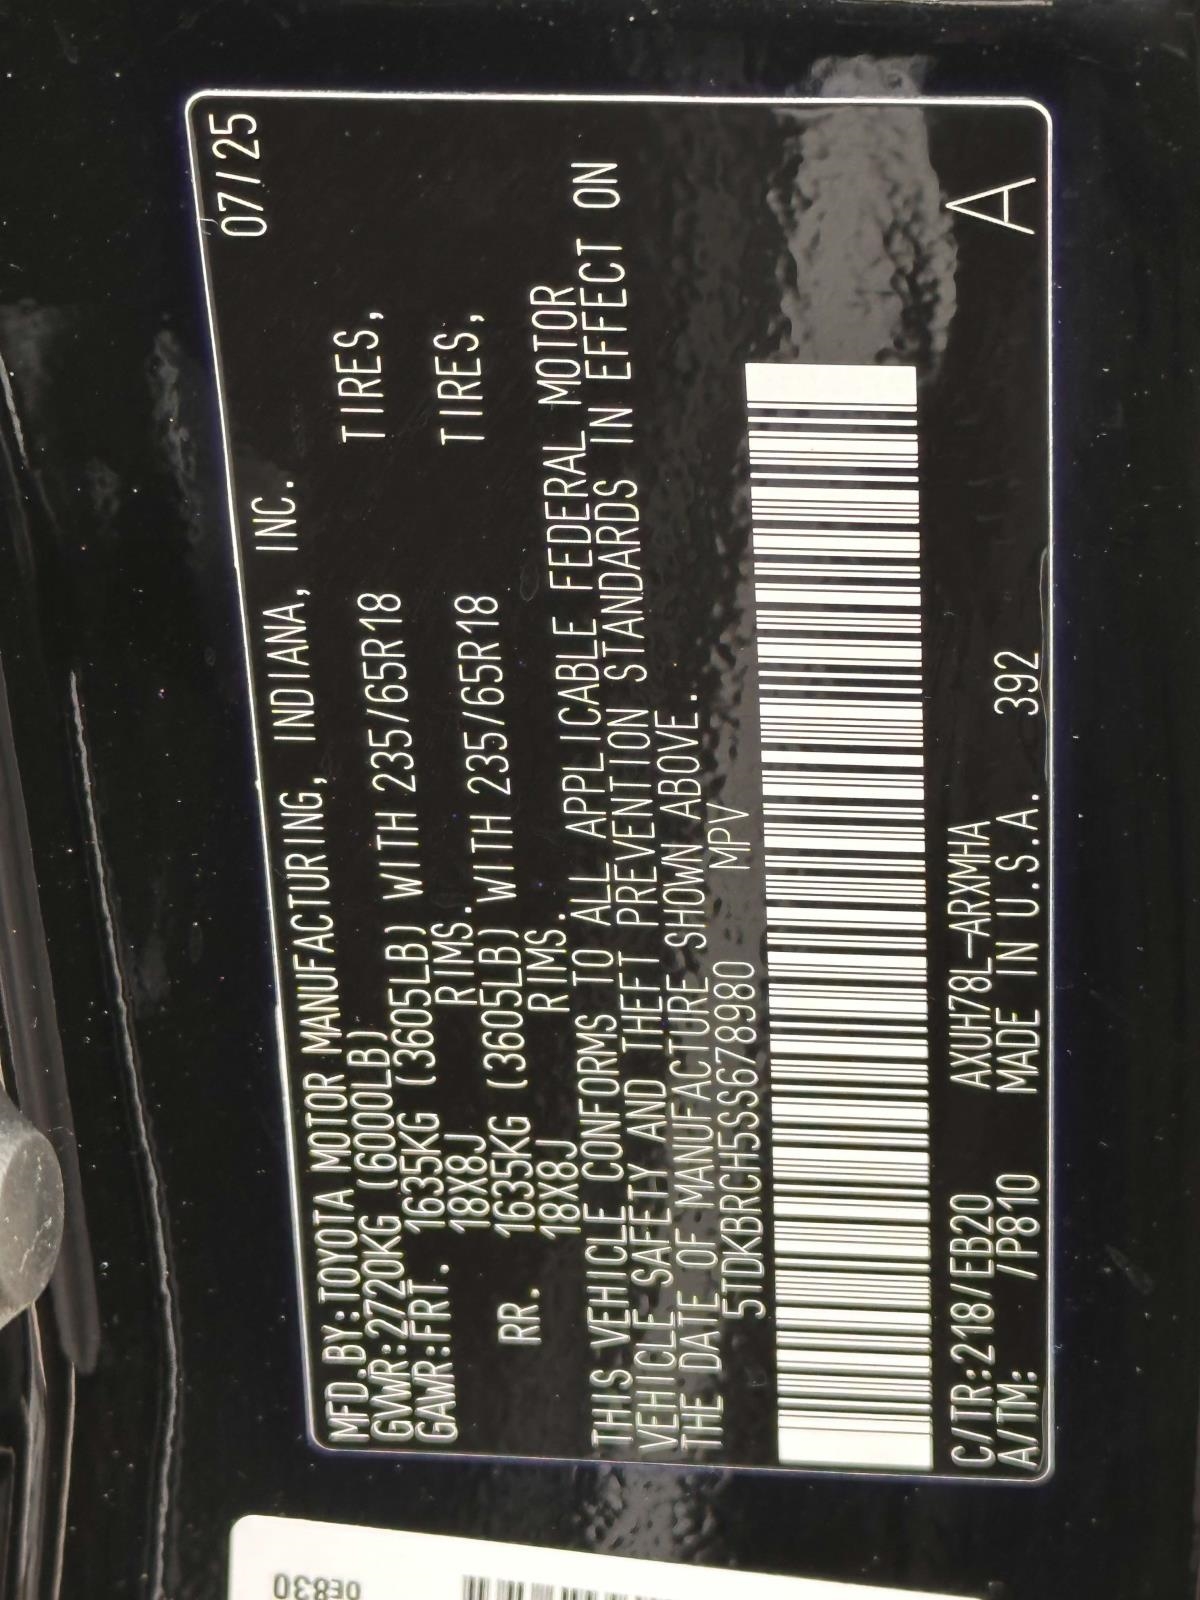 07/25
MFD.BY:TOYOTA MOTOR MANUFACTURING, INDIANA, INC.
GVWR:2720KG (6000LB)
GAWR:FRT. 1635KG (3605LB) WITH 235/65R18 TIRES,
18X8J RIMS.
RR. 1635KG (3605LB) WITH 235/65R18 TIRES,
18X8J RIMS.
THIS VEHICLE CONFORMS TO ALL APPLICABLE FEDERAL MOTOR
VEHICLE SAFETY AND THEFT PREVENTION STANDARDS IN EFFECT ON
THE DATE OF MANUFACTURE SHOWN ABOVE.
5TDKBRCH5SS678980 MPV
C/TR:218/EB20 AXUH78L-ARXMHA
A/TM: /P810 MADE IN U.S.A. 392
A
0E830